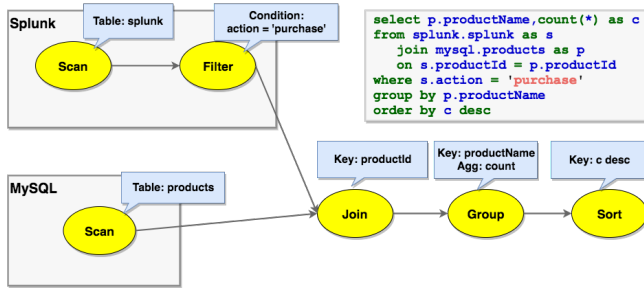 Splunk
Table: splunk
Condition:
action = 'purchase'
Scan
Filter
select p.productName,count(*) as c
from splunk.splunk as s
join mysql.products as p
on s.productId = p.productId
where s.action = 'purchase'
group by p.productName
order by c desc
MySQL
Table: products
Scan
Key: productId
Join
Key: productName
Agg: count
Group
Key: c desc
Sort